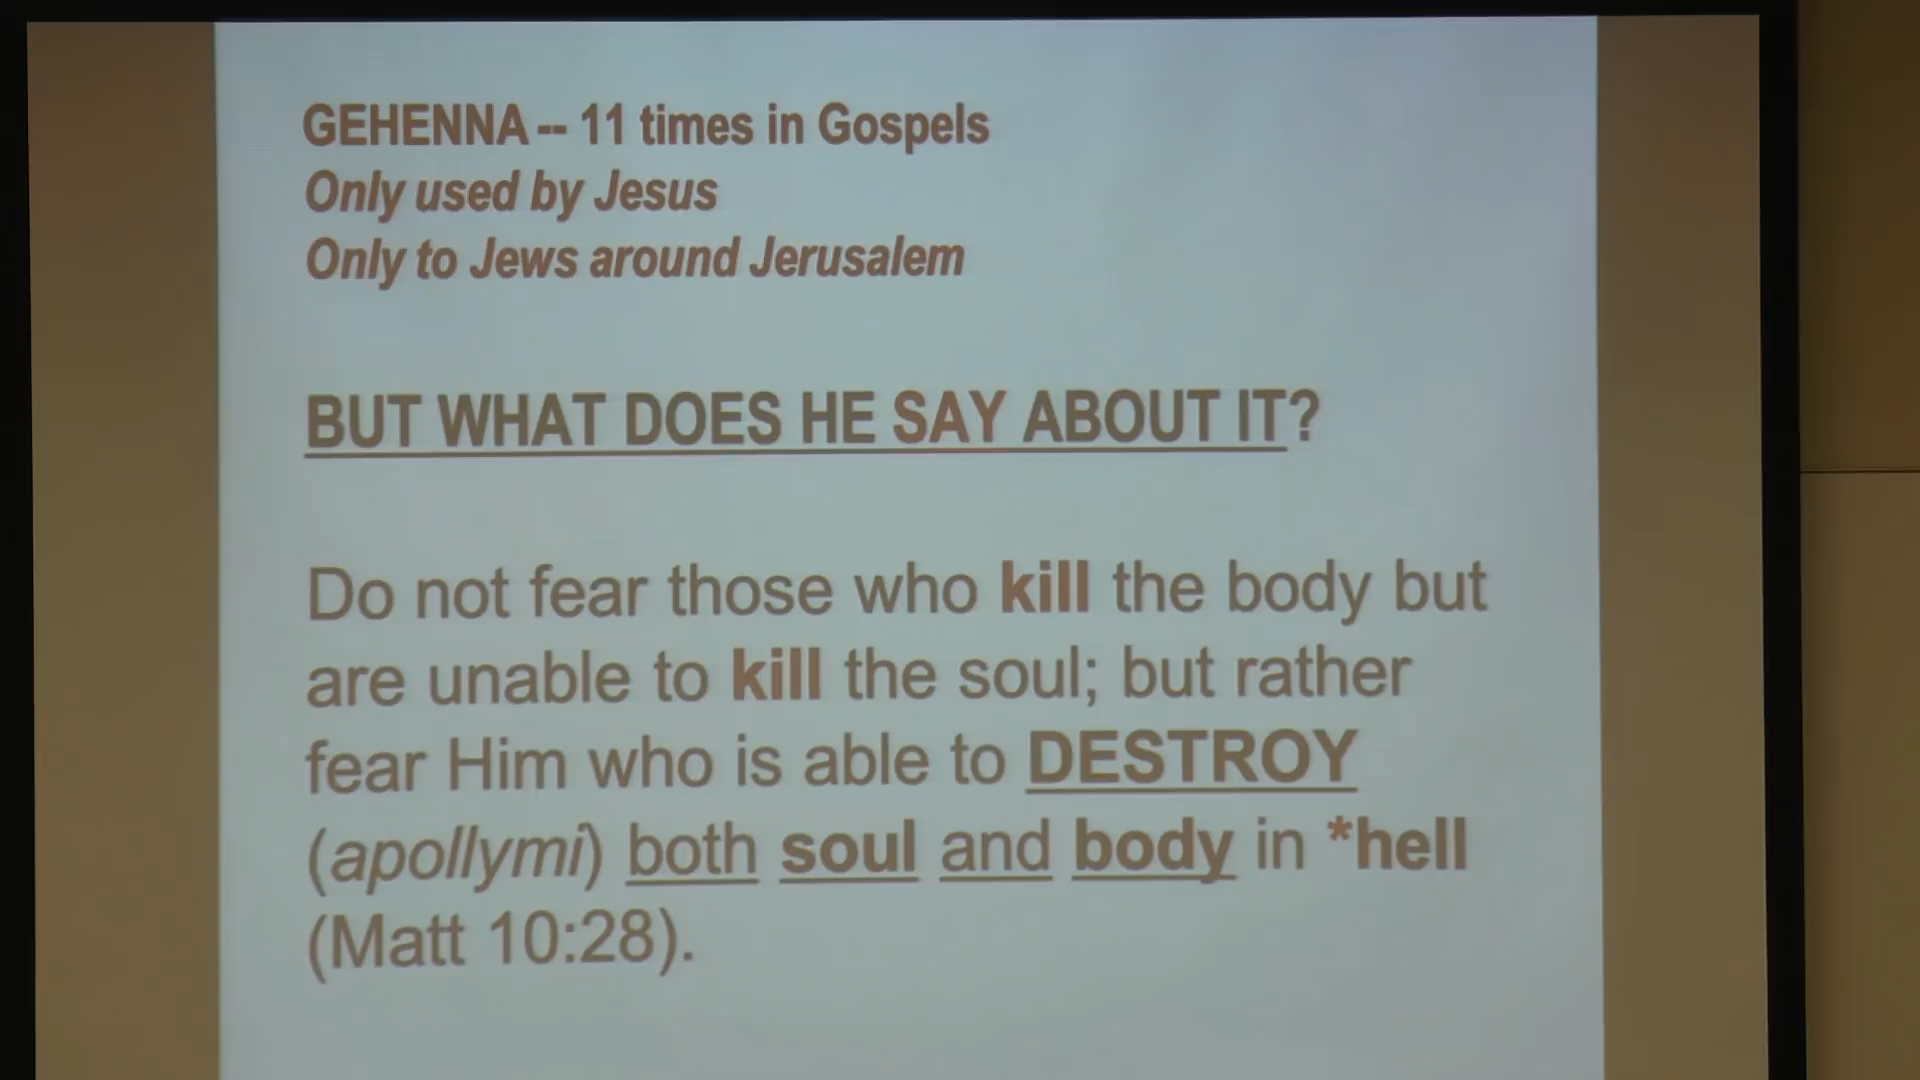 GEHENNA -- 11 times in Gospels
Only used by Jesus
Only to Jews around Jerusalem
BUT WHAT DOES HE SAY ABOUT IT?
Do not fear those who kill the body but
are unable to kill the soul; but rather
fear Him who is able to DESTROY
(apollymi) both soul and body in *hell
(Matt 10:28).